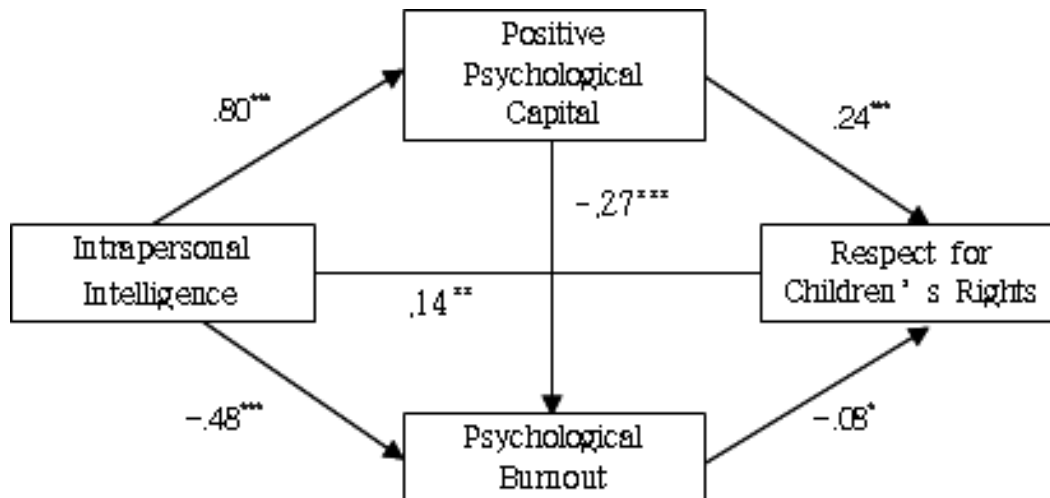 Positive
Psychological
Capital
.80***
.24***
-.27***
Intrapersonal
Intelligence
Respect for
Children's Rights
.14**
-.48***
-.08*
Psychological
Burnout